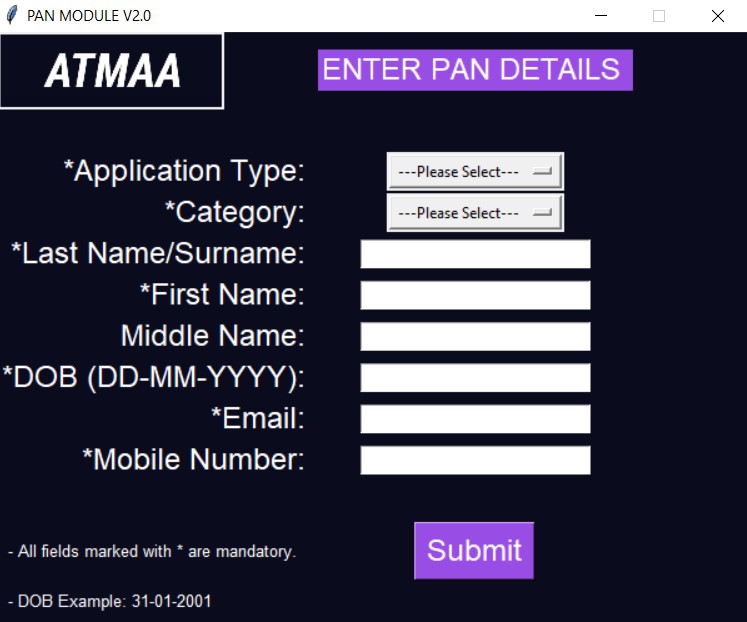 PAN MODULE V2.0
ATMAA
ENTER PAN DETAILS
*Application Type: ---Please Select---
*Category: ---Please Select---
*Last Name/Surname:
*First Name:
Middle Name:
*DOB (DD-MM-YYYY):
*Email:
*Mobile Number:
- All fields marked with * are mandatory.
Submit
- DOB Example: 31-01-2001